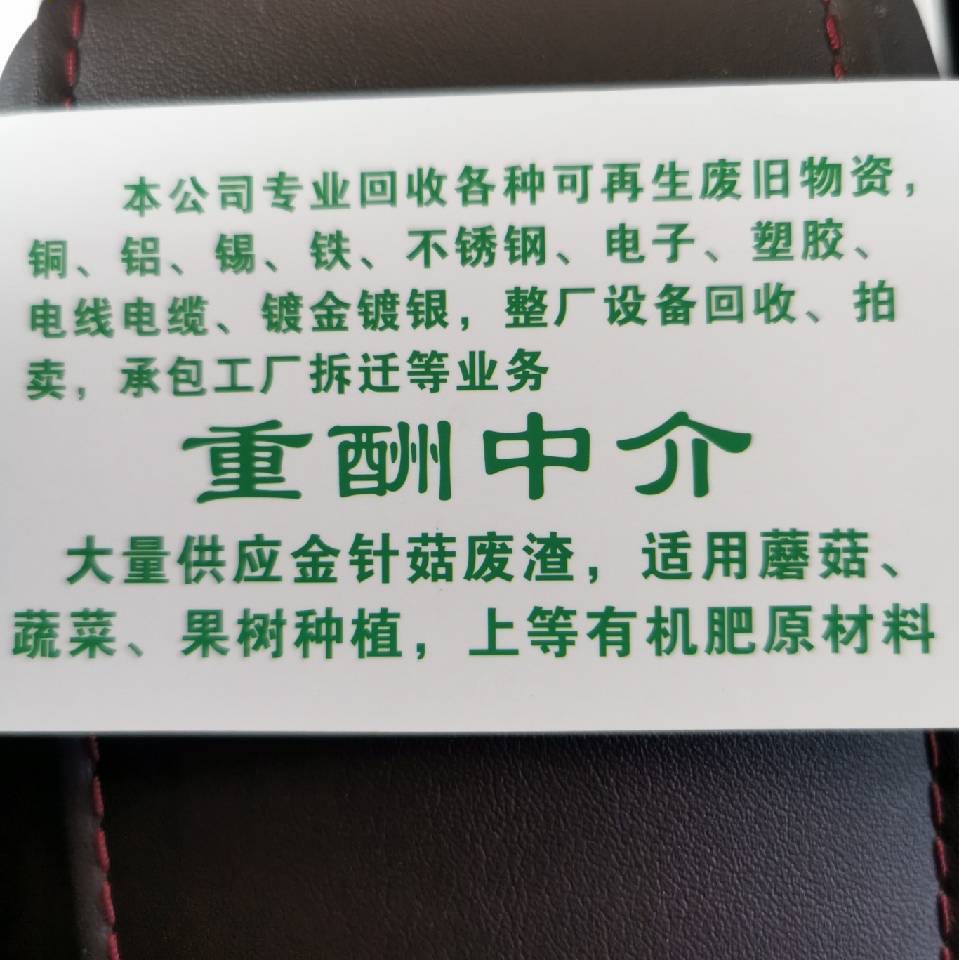 本公司专业回收各种可再生废旧物资，
铜、铝、锡、铁、不锈钢、电子、塑胶、
电线电缆、镀金镀银，整厂设备回收、拍
卖，承包工厂拆迁等业务
重酬中介
大量供应金针菇废渣，适用蘑菇、
蔬菜、果树种植，上等有机肥原材料